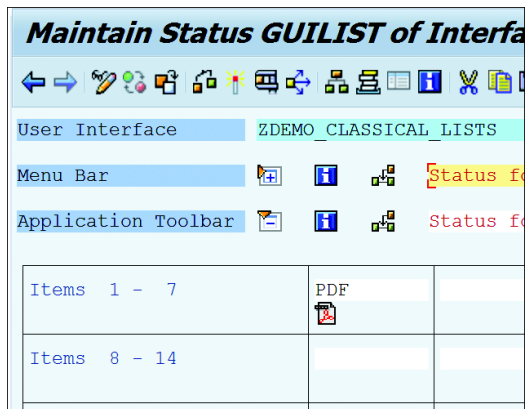 Maintain Status GUILIST of Interfa
User Interface ZDEMO_CLASSICAL_LISTS
Menu Bar Status fo
Application Toolbar Status fo
Items 1 - 7 PDF
Items 8 - 14